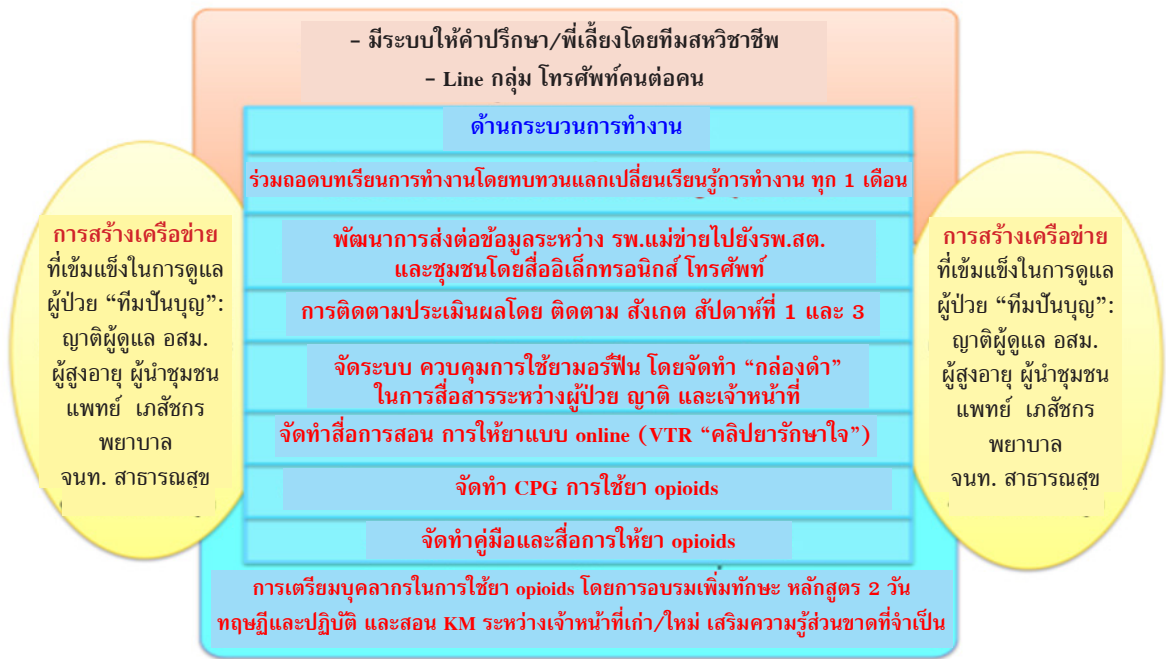 - มีระบบให้คำปรึกษา/พี่เลี้ยงโดยทีมสหวิชาชีพ
- Line กลุ่ม โทรศัพท์คนต่อคน
ด้านกระบวนการทำงาน
ร่วมถอดบทเรียนการทำงานโดยทบทวนแลกเปลี่ยนเรียนรู้การทำงาน ทุก 1 เดือน
พัฒนาการส่งต่อข้อมูลระหว่าง รพ.แม่ข่ายไปยังรพ.สต.
และชุมชนโดยสื่ออิเล็กทรอนิกส์ โทรศัพท์
การติดตามประเมินผลโดย ติดตาม สังเกต สัปดาห์ที่ 1 และ 3
จัดระบบ ควบคุมการใช้ยามอร์ฟีน โดยจัดทำ “กล่องดำ”
ในการสื่อสารระหว่างผู้ป่วย ญาติ และเจ้าหน้าที่
จัดทำสื่อการสอน การให้ยาแบบ online (VTR “คลิปยารักษาใจ”)
จัดทำ CPG การใช้ยา opioids
จัดทำคู่มือและสื่อการให้ยา opioids
การเตรียมบุคลากรในการใช้ยา opioids โดยการอบรมเพิ่มทักษะ หลักสูตร 2 วัน
ทฤษฎีและปฏิบัติ และสอน KM ระหว่างเจ้าหน้าที่เก่า/ใหม่ เสริมความรู้ส่วนขาดที่จำเป็น
การสร้างเครือข่าย
ที่เข้มแข็งในการดูแล
ผู้ป่วย “ทีมปันบุญ”:
ญาติผู้ดูแล อสม.
ผู้สูงอายุ ผู้นำชุมชน
แพทย์ เภสัชกร
พยาบาล
จนท. สาธารณสุข
การสร้างเครือข่าย
ที่เข้มแข็งในการดูแล
ผู้ป่วย “ทีมปันบุญ”:
ญาติผู้ดูแล อสม.
ผู้สูงอายุ ผู้นำชุมชน
แพทย์ เภสัชกร
พยาบาล
จนท. สาธารณสุข